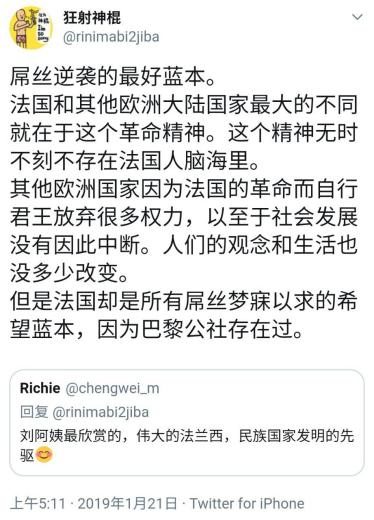 狂射神棍
@rinimabi2jiba
屌丝逆袭的最好蓝本。
法国和其他欧洲大陆国家最大的不同
就在于这个革命精神。这个精神无时
不刻不存在法国人脑海里。
其他欧洲国家因为法国的革命而自行
君王放弃很多权力，以至于社会发展
没有因此中断。人们的观念和生活也
没多少改变。
但是法国却是所有屌丝梦寐以求的希
望蓝本，因为巴黎公社存在过。
Richie @chengwei_m
回复 @rinimabi2jiba
刘阿姨最欣赏的，伟大的法兰西，民族国家发明的先
驱😊
上午5:11 · 2019年1月21日 · Twitter for iPhone